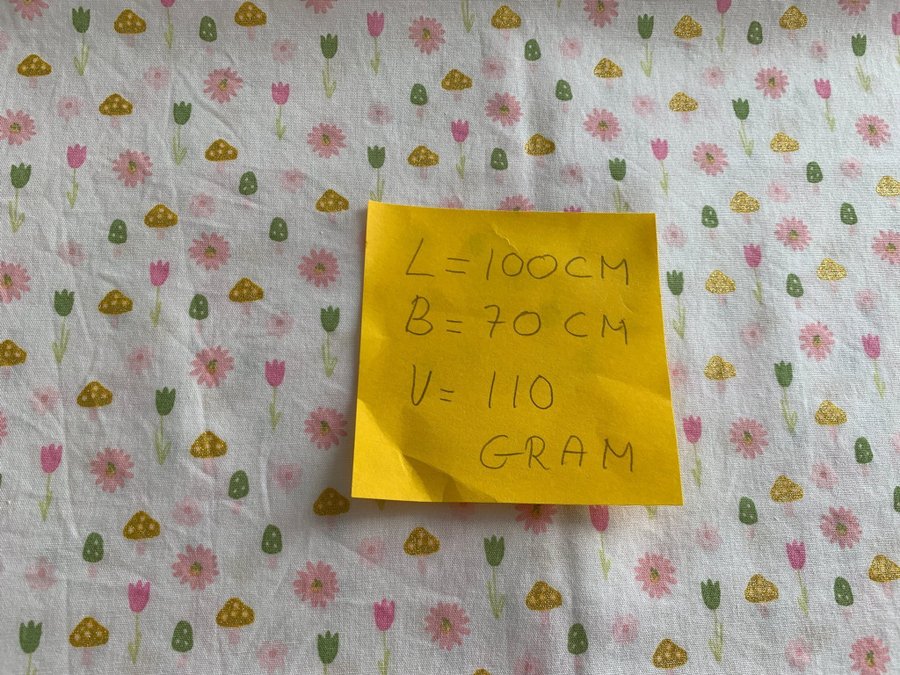 L = 100CM
B = 70 CM
V = 110
GRAM